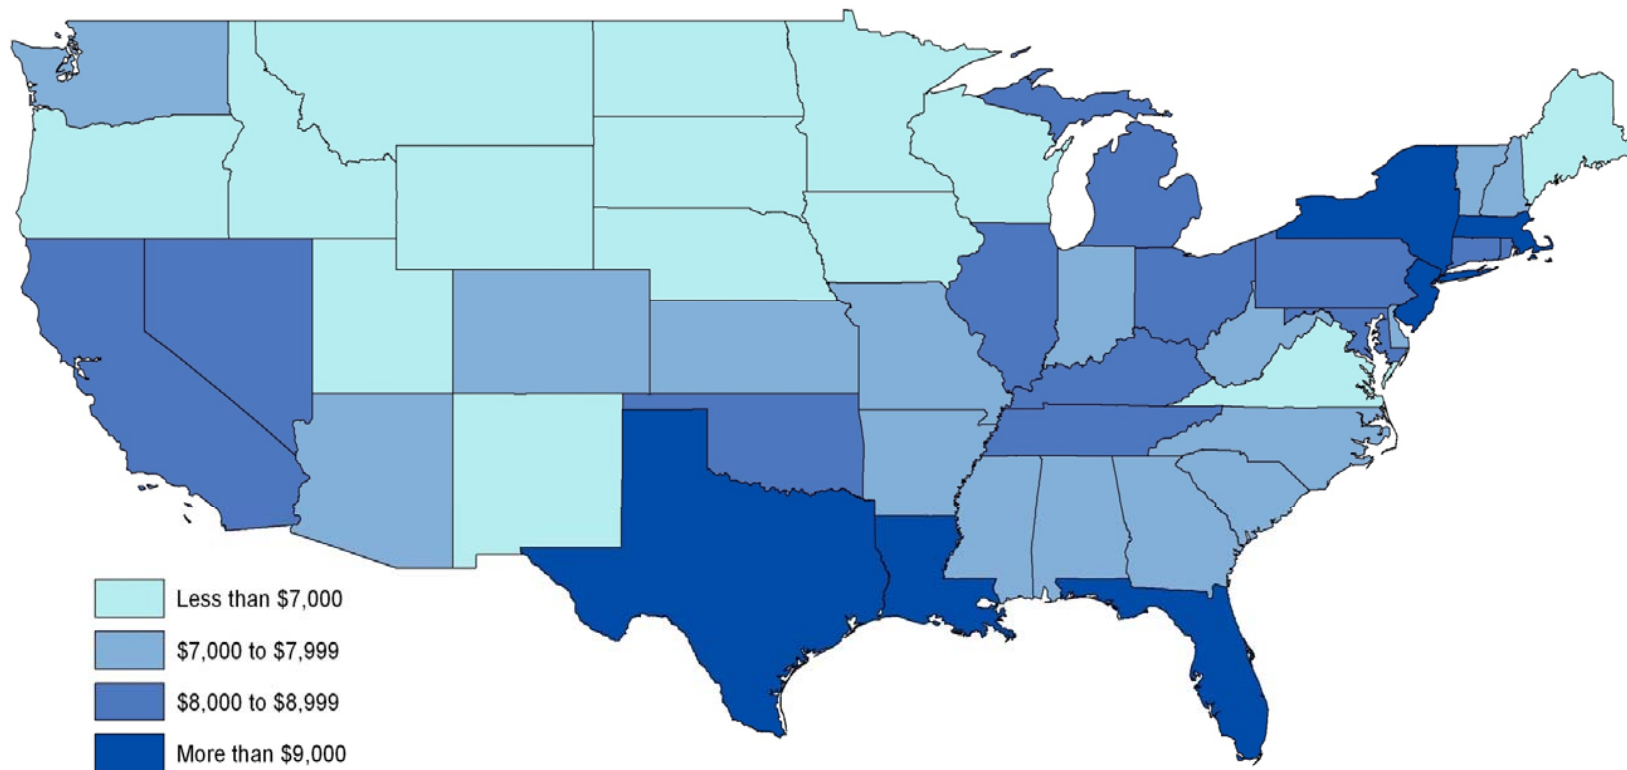 Less than $7,000
$7,000 to $7,999
$8,000 to $8,999
More than $9,000